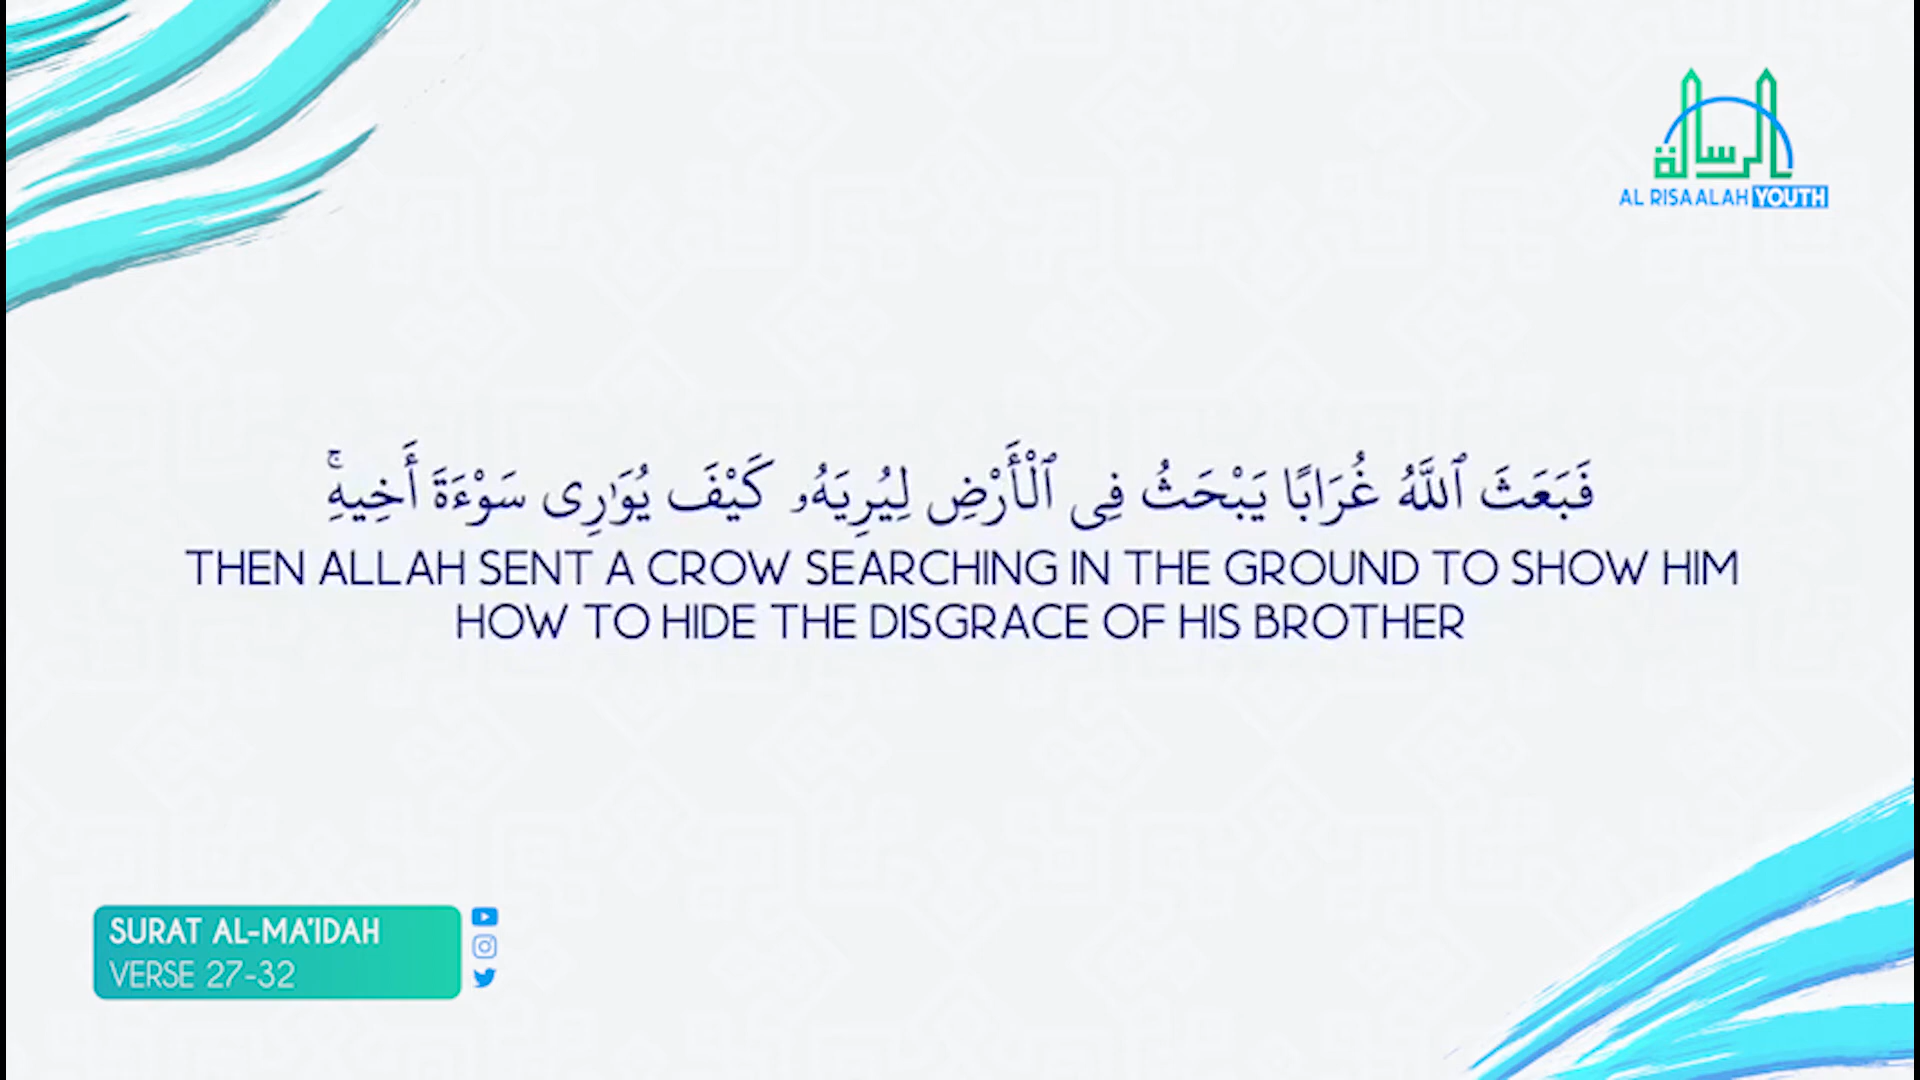 الرسالة
AL RISAALAH YOUTH
فَبَعَثَ ٱللَّهُ غُرَابًا يَبْحَثُ فِى ٱلْأَرْضِ لِيُرِيَهُۥ كَيْفَ يُوَٰرِى سَوْءَةَ أَخِيهِۚ
THEN ALLAH SENT A CROW SEARCHING IN THE GROUND TO SHOW HIM
HOW TO HIDE THE DISGRACE OF HIS BROTHER
SURAT AL-MA'IDAH
VERSE 27-32